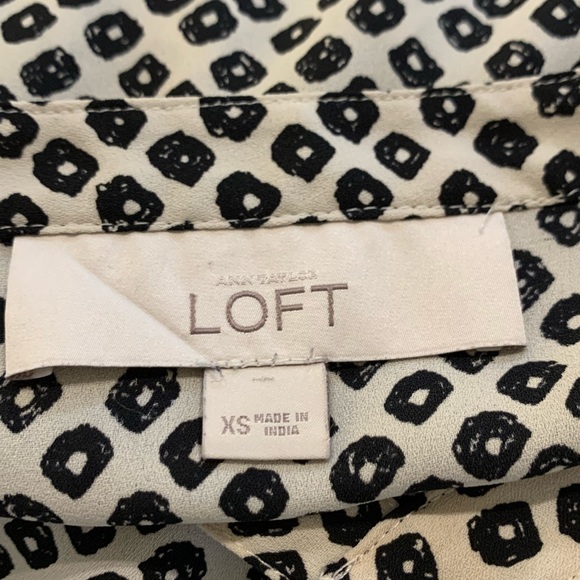 ANN TAYLOR
LOFT
XS MADE IN
INDIA